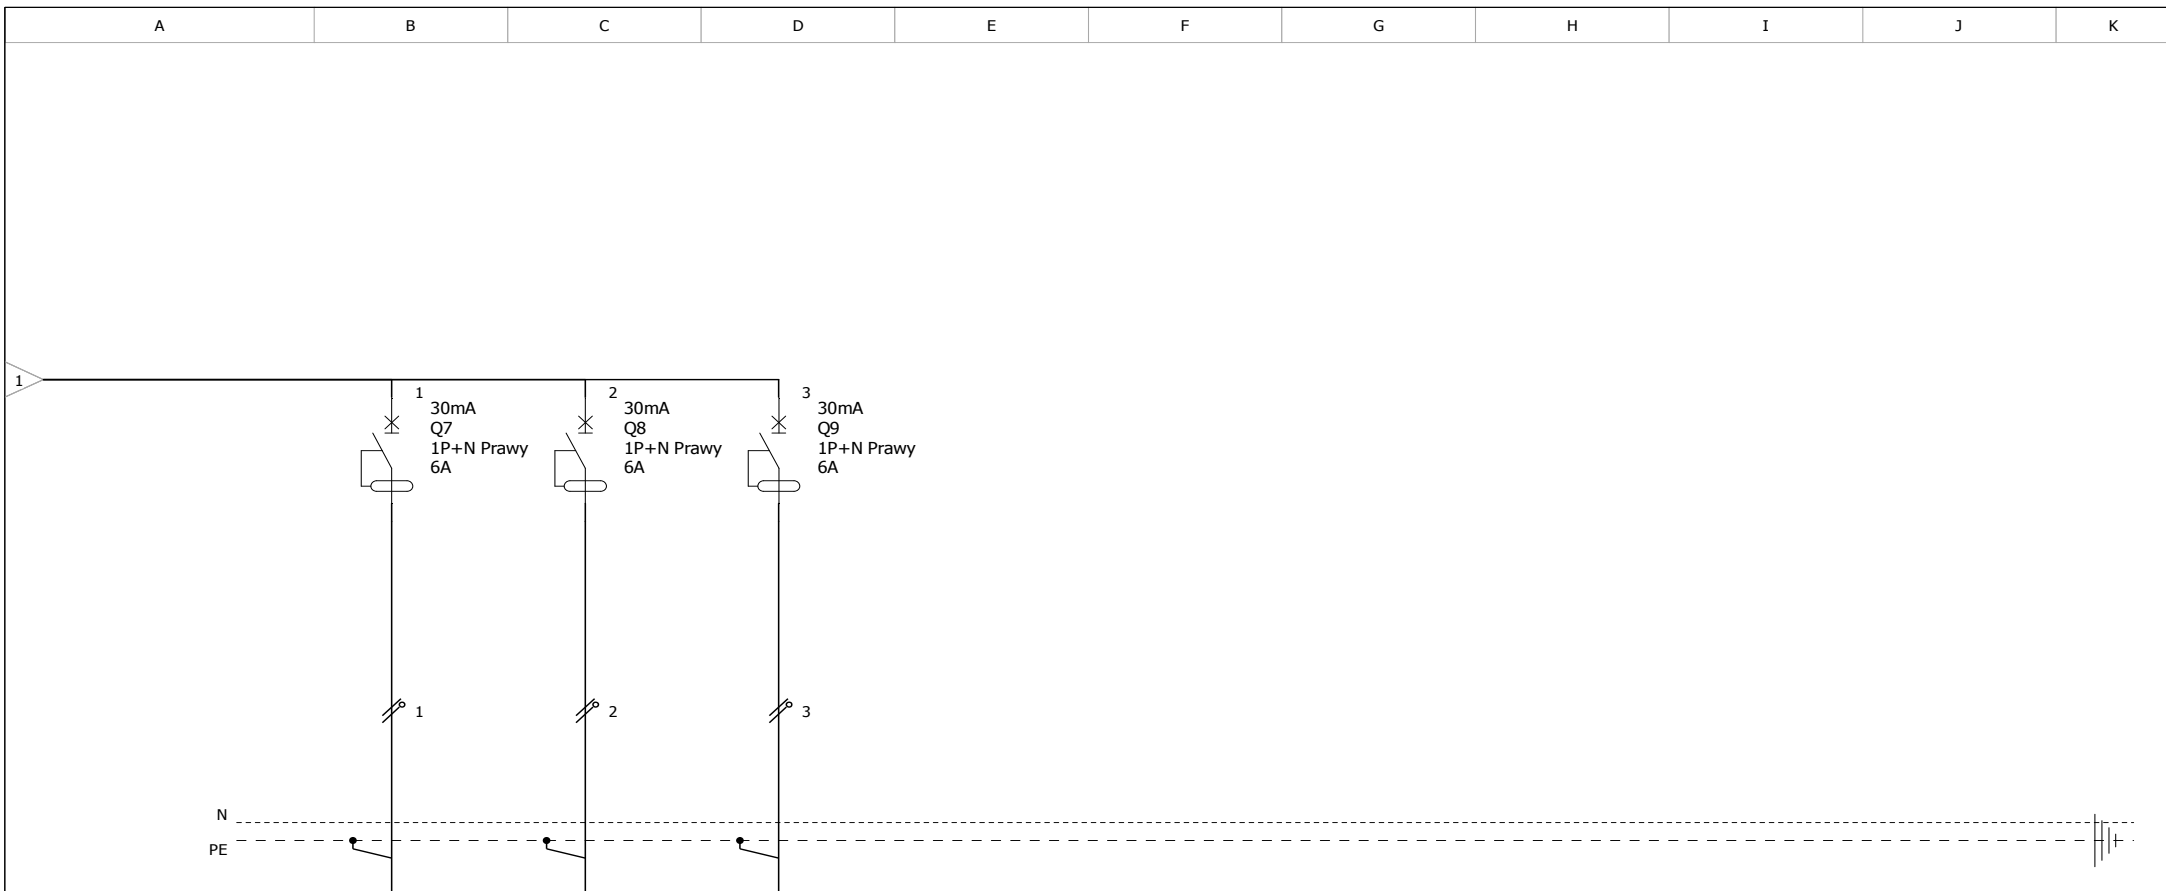 A B C D E F G H I J K
1
1
30mA
Q7
1P+N Prawy
6A
2
30mA
Q8
1P+N Prawy
6A
3
30mA
Q9
1P+N Prawy
6A
1 2 3
N
PE